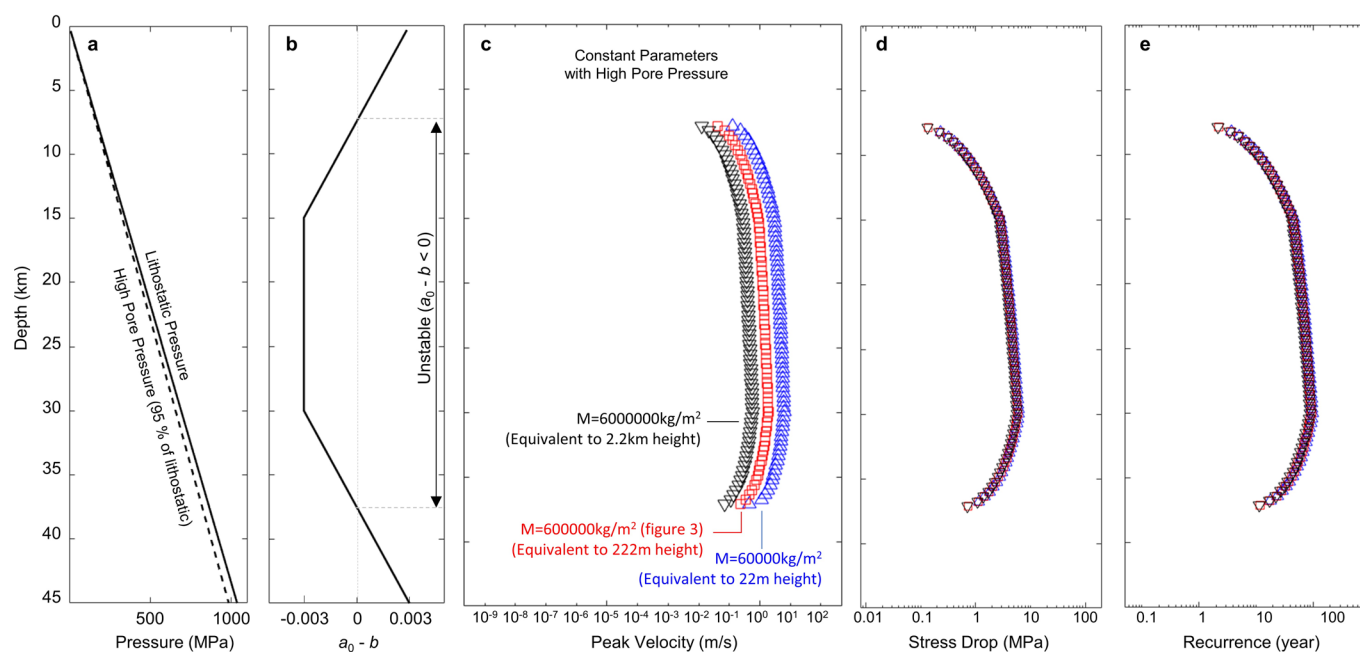 a
b
c
d
e
0
5
10
15
20
25
30
35
40
45
Depth (km)
Lithostatic Pressure
High Pore Pressure (95 % of lithostatic)
500
1000
Pressure (MPa)
Unstable (a₀ - b < 0)
-0.003
0
0.003
a₀ - b
Constant Parameters
with High Pore Pressure
M=6000000kg/m²
(Equivalent to 2.2km height)
M=600000kg/m² (figure 3)
(Equivalent to 222m height)
M=60000kg/m²
(Equivalent to 22m height)
10⁻⁹ 10⁻⁸ 10⁻⁷ 10⁻⁶ 10⁻⁵ 10⁻⁴ 10⁻³ 10⁻² 10⁻¹ 10⁰ 10¹ 10²
Peak Velocity (m/s)
0.01 0.1 1 10 100
Stress Drop (MPa)
0.1 1 10 100
Recurrence (year)